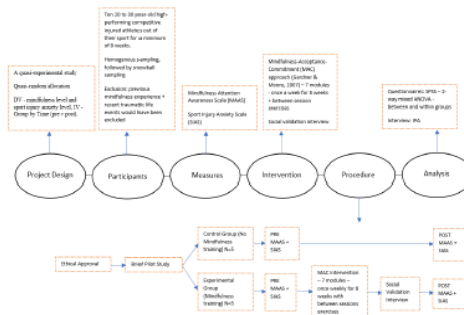 A quasi-experimental study
Quasi-random allocation
DV - mindfulness level and
sport injury anxiety level, IV -
Group by Time (pre + post).
Ten 20 to 38 year-old high-
performing competitive
injured athletes out of
their sport for a minimum
of 8 weeks.
Homogenous sampling,
followed by snowball
sampling
Exclusion: previous
mindfulness experience +
recent traumatic life
events would have been
excluded
Mindfulness Attention
Awareness Scale (MAAS)
Sport Injury Anxiety Scale
(SIAS)
Mindfulness-Acceptance-
Commitment (MAC)
approach (Gardner &
Moore, 2007) – 7 modules
- once a week for 8 weeks
+ between session
exercises
Social validation interview
Questionnaires: SPSS – 2-
way mixed ANOVA -
between and within groups
Interview: IPA
Project Design
Participants
Measures
Intervention
Procedure
Analysis
Ethical Approval
Brief Pilot Study
Control Group (No
Mindfulness
training) N=5
PRE
MAAS +
SIAS
POST
MAAS +
SIAS
Experimental
Group
(Mindfulness
training) N=5
PRE
MAAS +
SIAS
MAC Intervention
– 7 modules –
once weekly for 8
weeks with
between sessions
exercises
Social
Validation
Interview
POST
MAAS +
SIAS